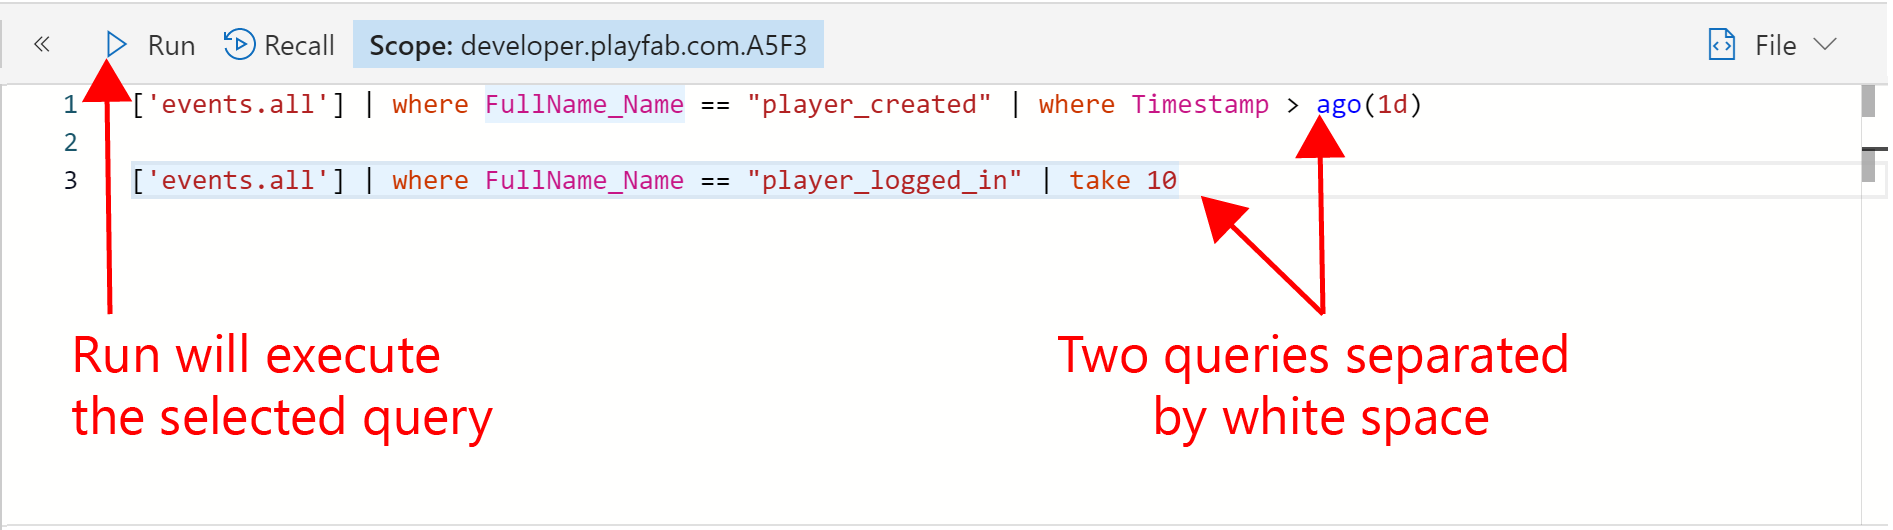 « Run Recall Scope: developer.playfab.com.A5F3 File
1 ['events.all'] | where FullName_Name == "player_created" | where Timestamp > ago(1d)
2
3 ['events.all'] | where FullName_Name == "player_logged_in" | take 10
Run will execute
the selected query
Two queries separated
by white space